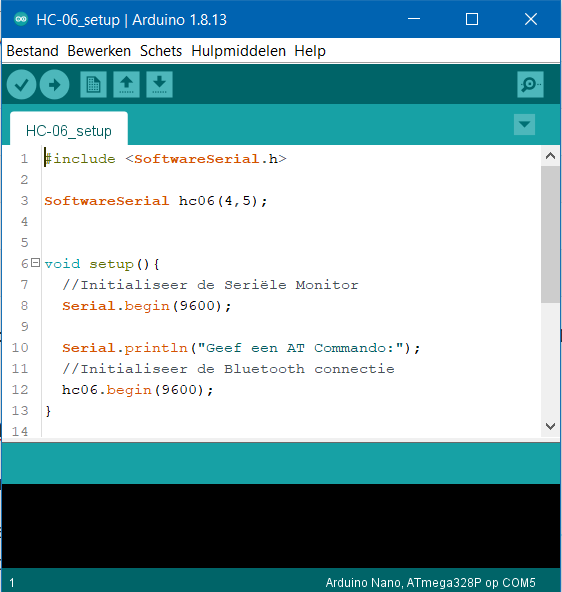 HC-06_setup | Arduino 1.8.13
Bestand Bewerken Schets Hulpmiddelen Help
HC-06_setup
1 #include <SoftwareSerial.h>
2
3 SoftwareSerial hc06(4,5);
4
5
6 void setup(){
7 //Initialiseer de Seriële Monitor
8 Serial.begin(9600);
9
10 Serial.println("Geef een AT Commando:");
11 //Initialiseer de Bluetooth connectie
12 hc06.begin(9600);
13 }
14
1 Arduino Nano, ATmega328P op COM5